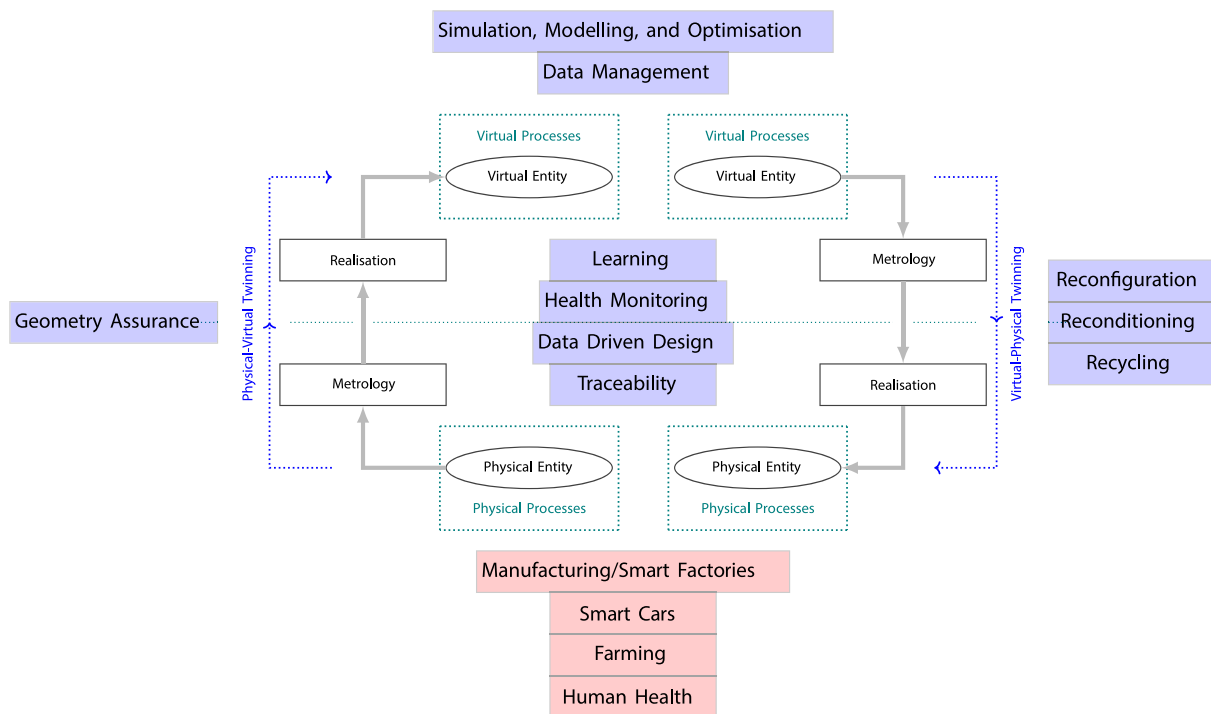 Simulation, Modelling, and Optimisation
Data Management
Virtual Processes
Virtual Entity
Virtual Processes
Virtual Entity
Physical-Virtual Twinning
Realisation
Metrology
Learning
Health Monitoring
Data Driven Design
Traceability
Metrology
Realisation
Virtual-Physical Twinning
Geometry Assurance
Reconfiguration
Reconditioning
Recycling
Physical Entity
Physical Processes
Physical Entity
Physical Processes
Manufacturing/Smart Factories
Smart Cars
Farming
Human Health